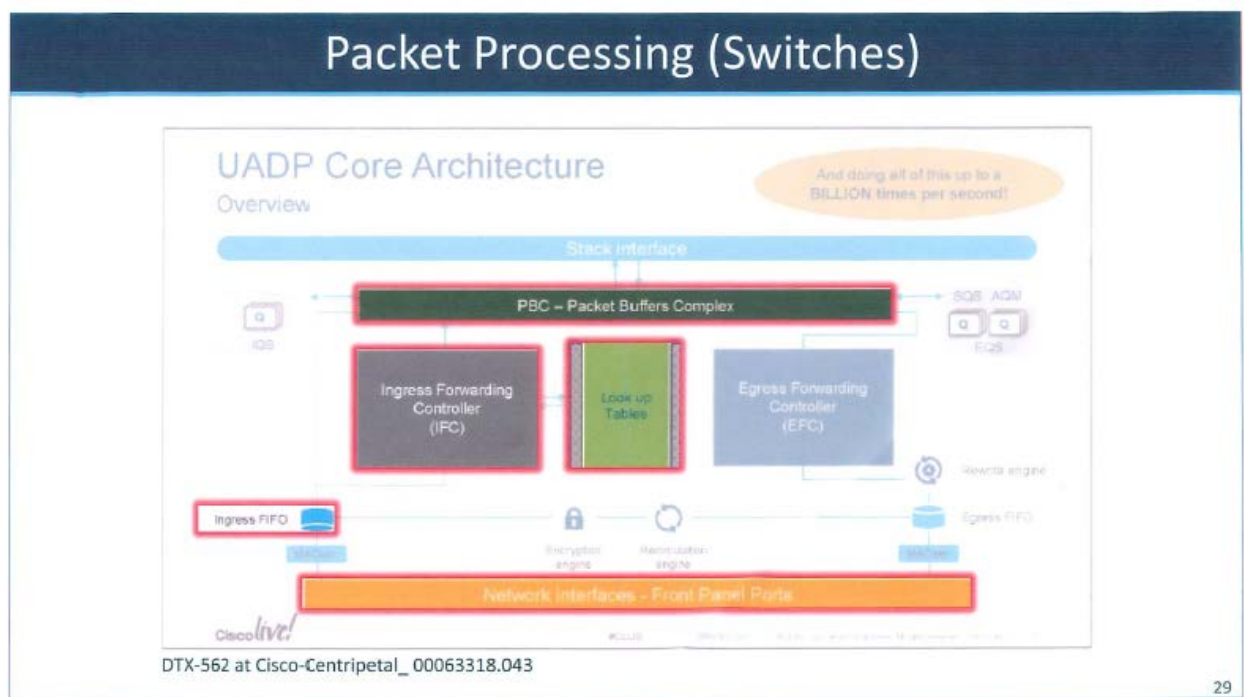 Packet Processing (Switches)
UADP Core Architecture
Overview
And doing all of this up to a
BILLION times per second!
Stack interface
PBC – Packet Buffers Complex
Q
IQS
SQS AQM
Q Q
EQS
Ingress Forwarding
Controller
(IFC)
Look up
Tables
Egress Forwarding
Controller
(EFC)
Rewrite engine
Ingress FIFO
Egress FIFO
MACsec
Encryption
engine
Recirculation
engine
MACsec
Network Interfaces - Front Panel Ports
Cisco live!
#CLUS
DTX-562 at Cisco-Centripetal_ 00063318.043
29